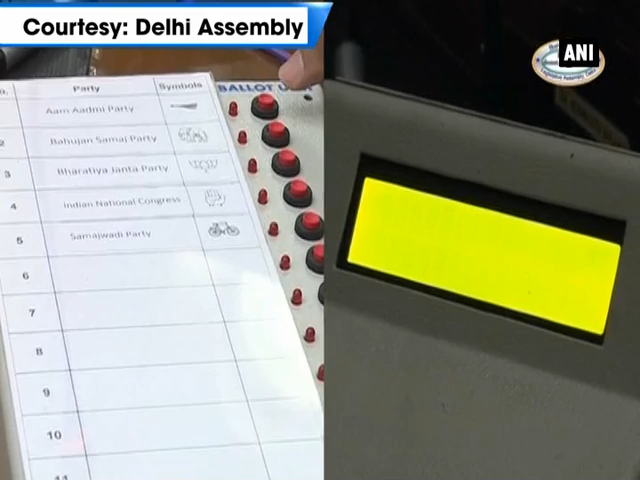 Courtesy: Delhi Assembly
ANI
BALLOT U
Party Symbols
Aam Aadmi Party
2 Bahujan Samaj Party
3 Bharatiya Janta Party
4 Indian National Congress
5 Samajwadi Party
6
7
8
9
10
11